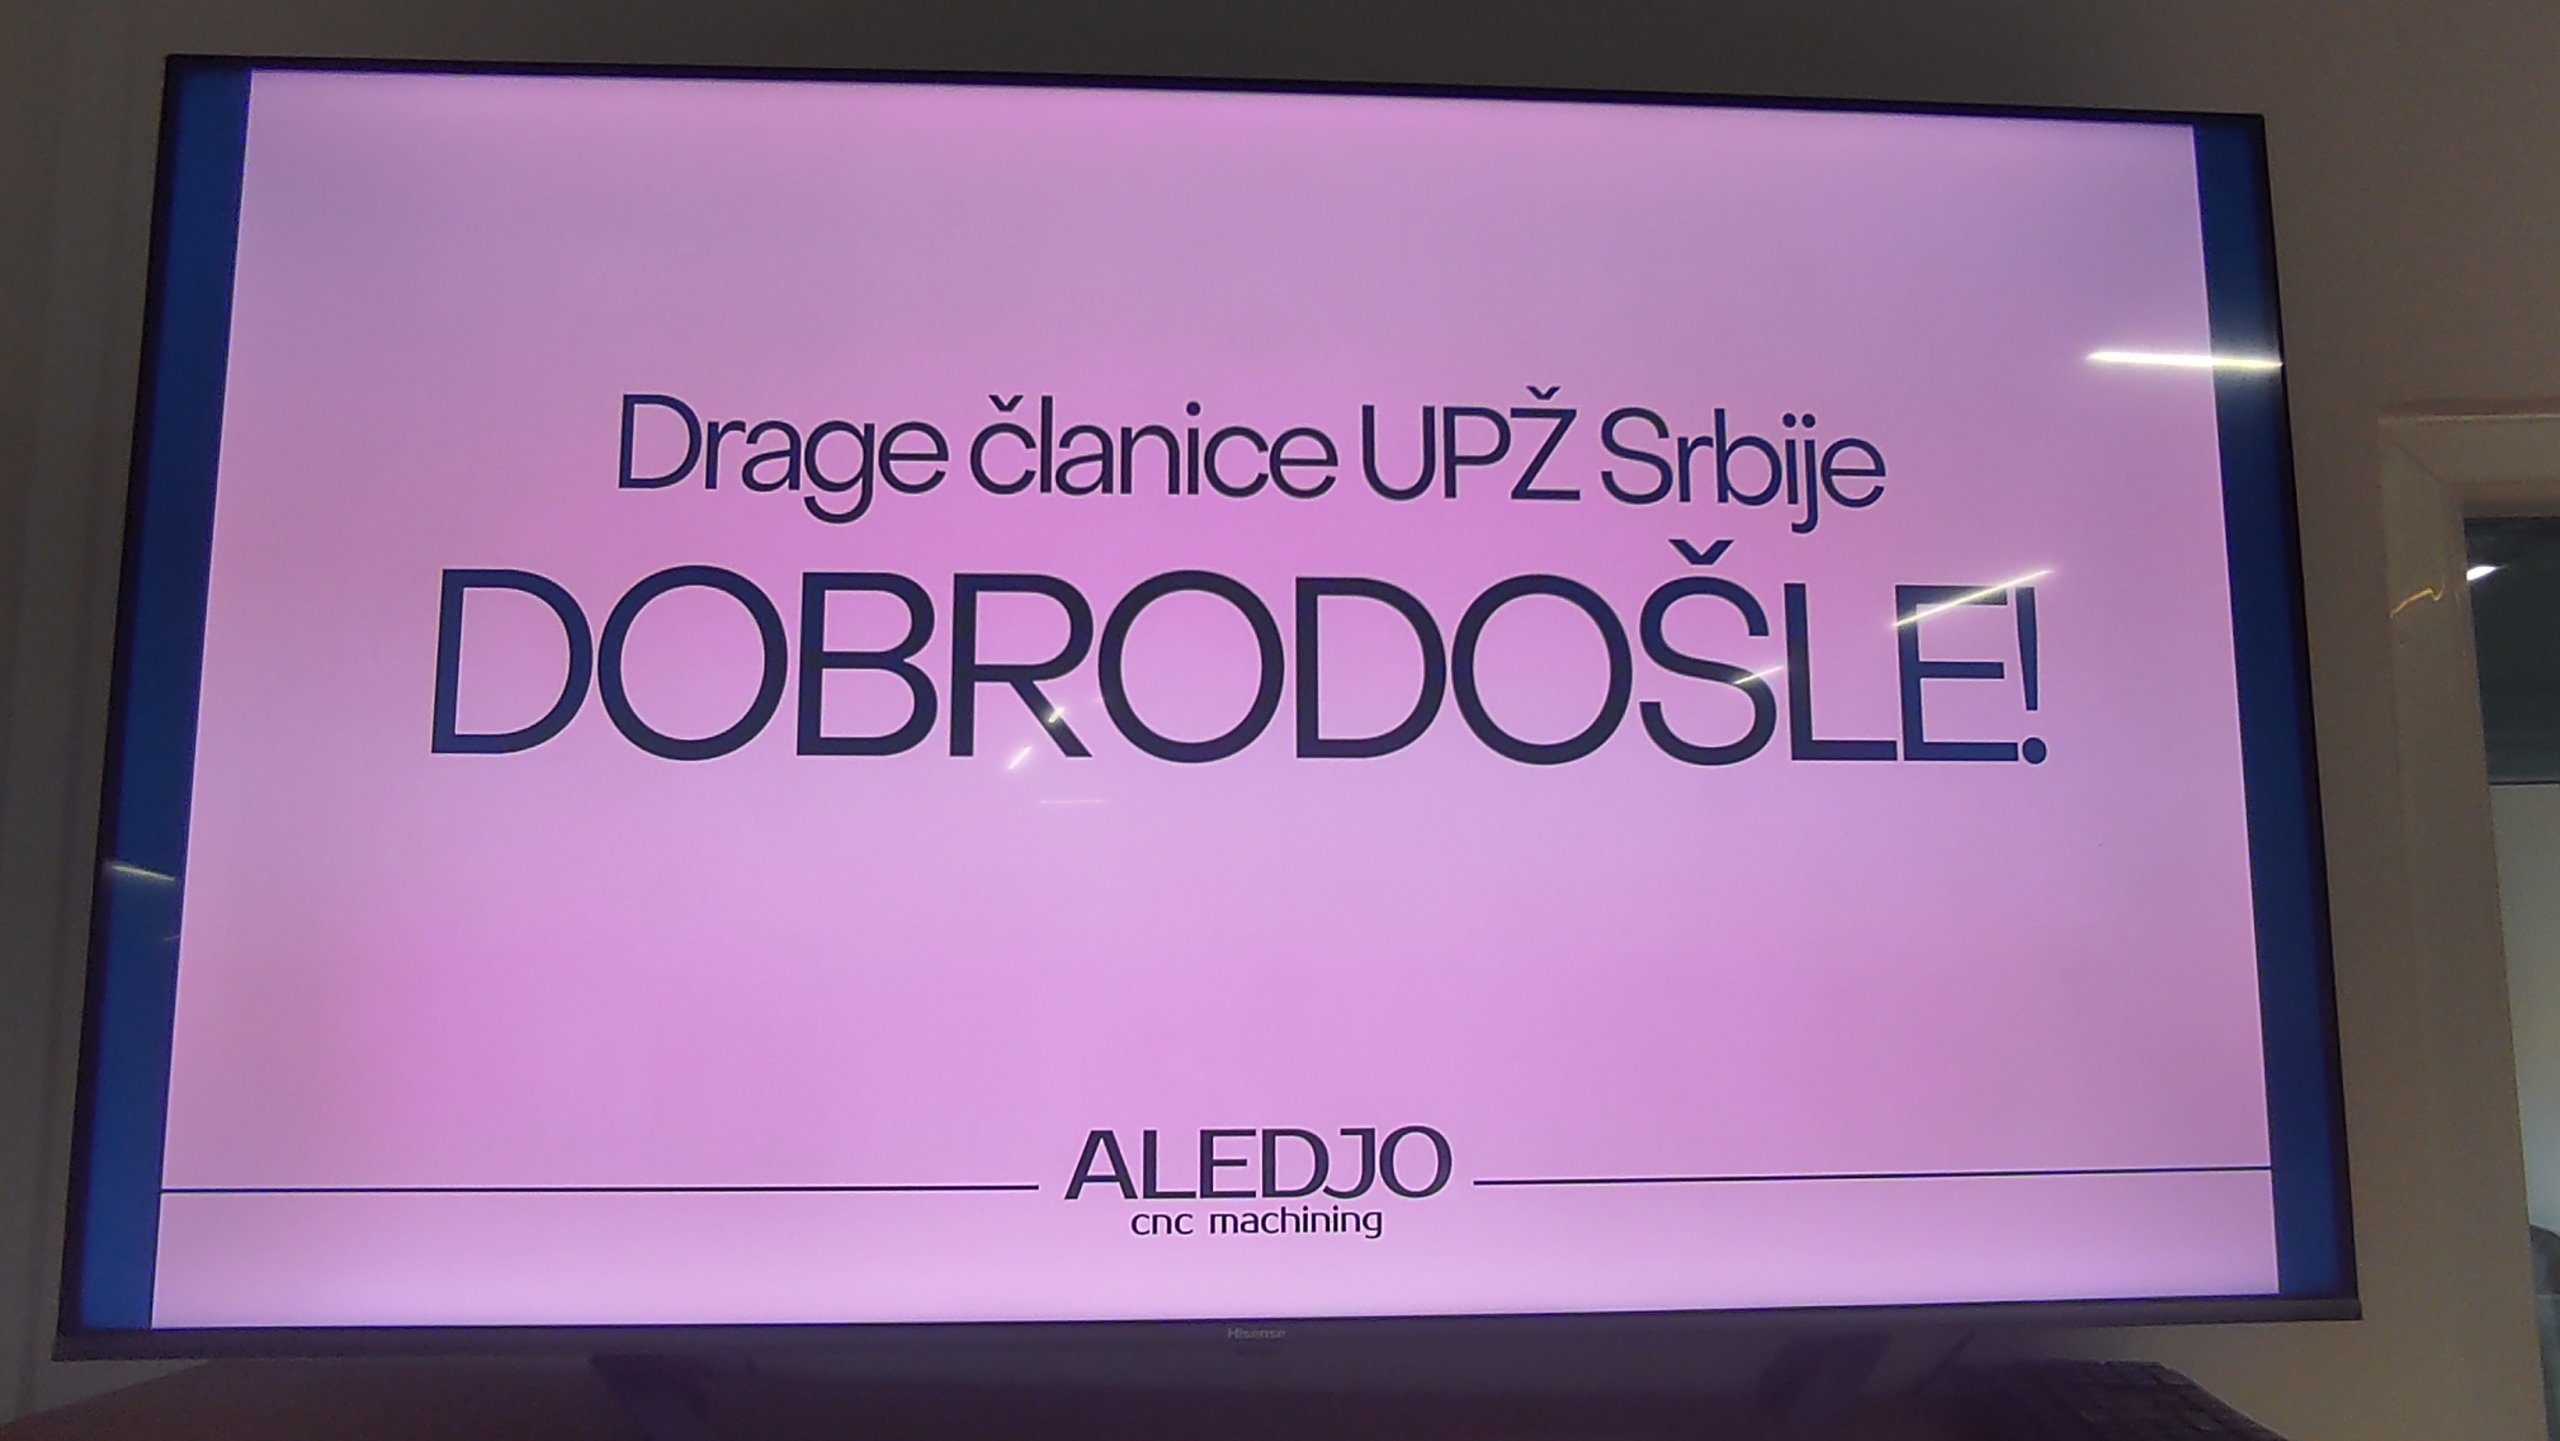 Drage članice UPŽ Srbije
DOBRODOŠLE!
ALEDJO
cnc machining
Hisense